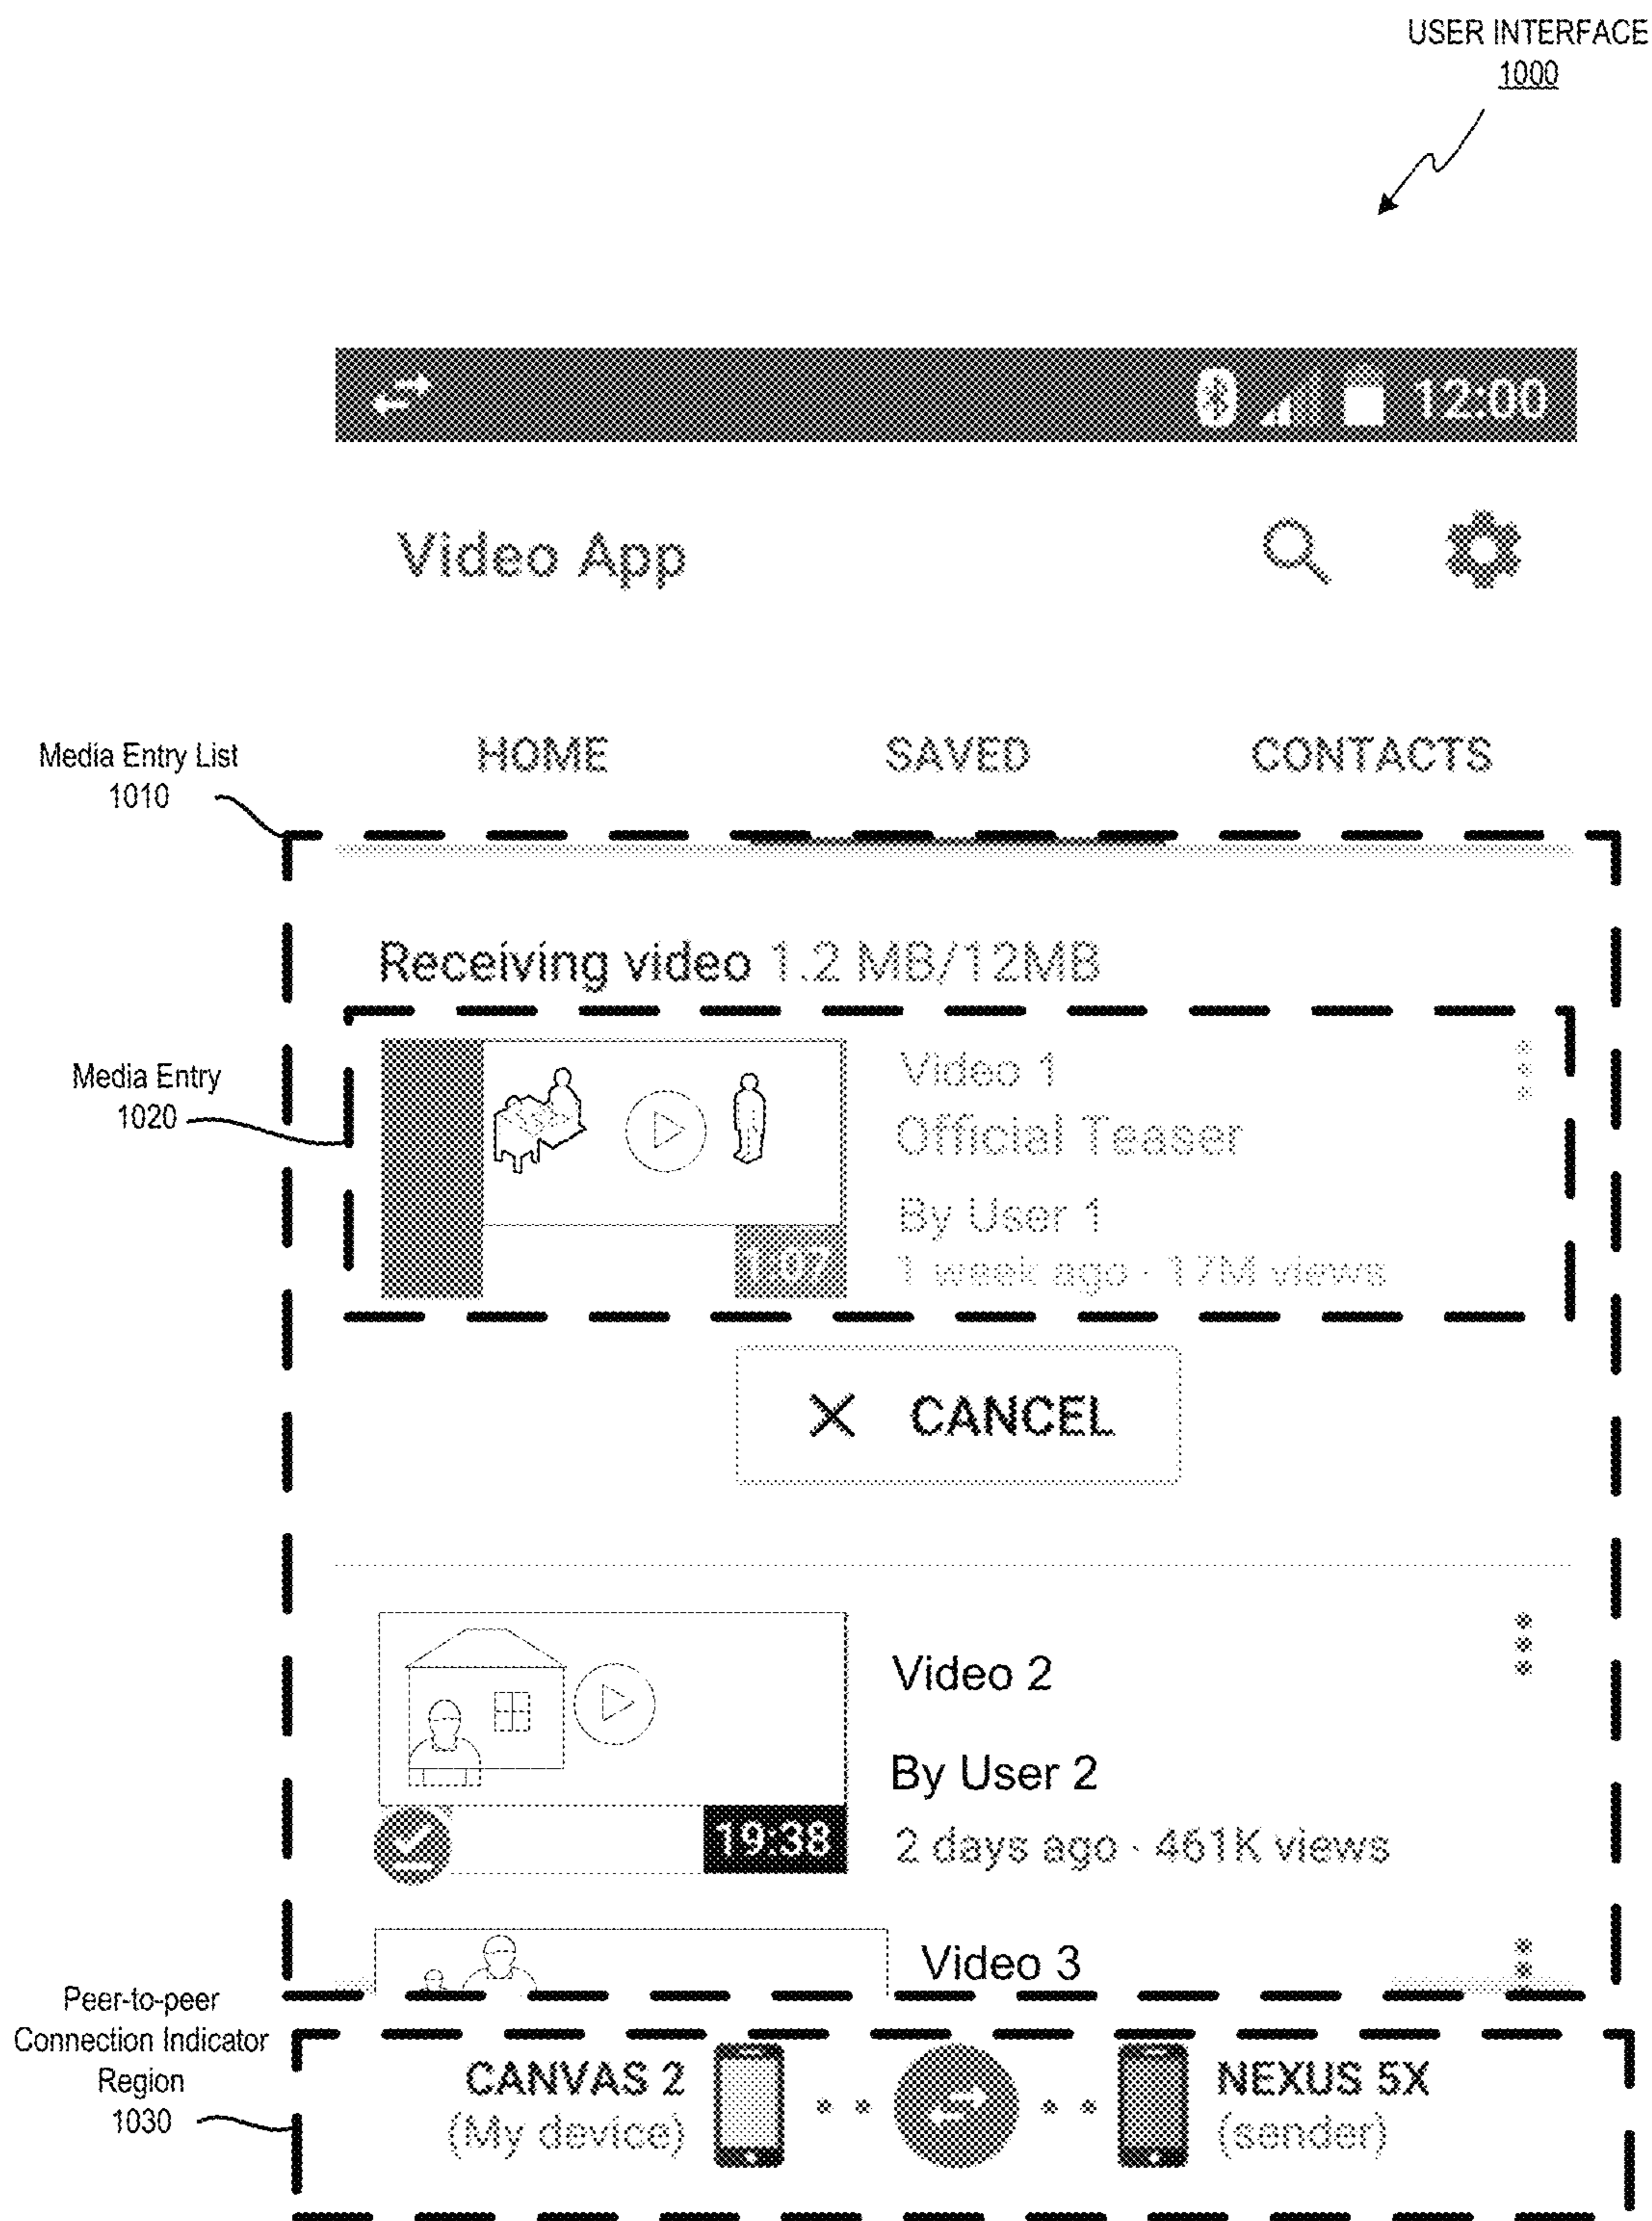 USER INTERFACE
1000
12:00
Video App
HOME SAVED CONTACTS
Media Entry List
1010
Receiving video 1.2 MB/12MB
Media Entry
1020
Video 1
Official Teaser
By User 1
1:07
1 week ago · 17M views
CANCEL
Video 2
By User 2
19:38
2 days ago · 461K views
Video 3
Peer-to-peer
Connection Indicator
Region
1030
CANVAS 2
(My device)
NEXUS 5X
(sender)